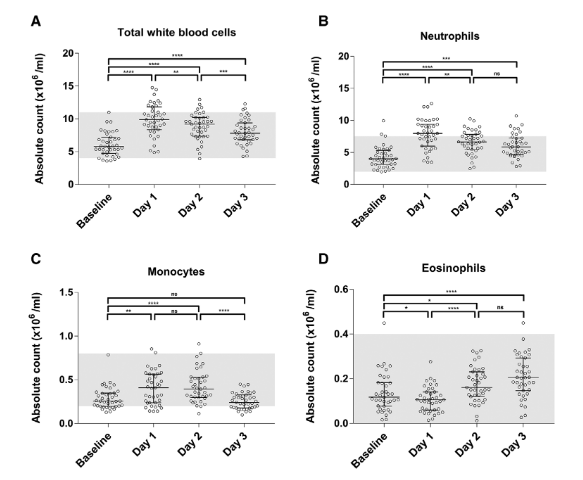 A
Total white blood cells
Absolute count (x10⁶ /ml)
20
15
10
5
0
****
****
****
**
***
Baseline
Day 1
Day 2
Day 3
B
Neutrophils
Absolute count (x10⁶ /ml)
20
15
10
5
0
***
****
****
**
ns
Baseline
Day 1
Day 2
Day 3
C
Monocytes
Absolute count (x10⁶ /ml)
1.5
1.0
0.5
0.0
ns
****
**
ns
****
Baseline
Day 1
Day 2
Day 3
D
Eosinophils
Absolute count (x10⁶ /ml)
0.6
0.4
0.2
0.0
****
*
*
****
ns
Baseline
Day 1
Day 2
Day 3